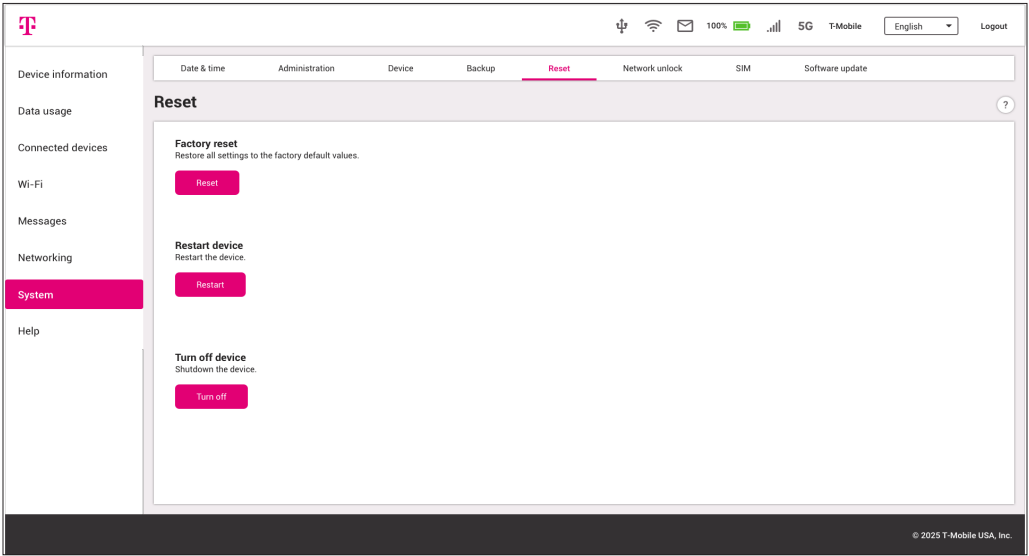 T
100% 5G T-Mobile English Logout
Device information
Data usage
Connected devices
Wi-Fi
Messages
Networking
System
Help
Date & time Administration Device Backup Reset Network unlock SIM Software update
Reset
?
Factory reset
Restore all settings to the factory default values.
Reset
Restart device
Restart the device.
Restart
Turn off device
Shutdown the device.
Turn off
© 2025 T-Mobile USA, Inc.